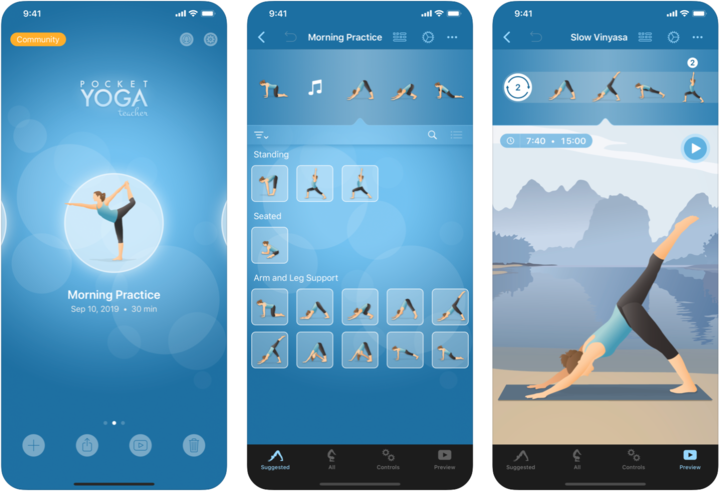 9:41
Community
POCKET
YOGA
teacher
Morning Practice
Sep 10, 2019 • 30 min
9:41
Morning Practice
Standing
Seated
Arm and Leg Support
Suggested
All
Controls
Preview
9:41
Slow Vinyasa
2
2
7:40 • 15:00
Suggested
All
Controls
Preview